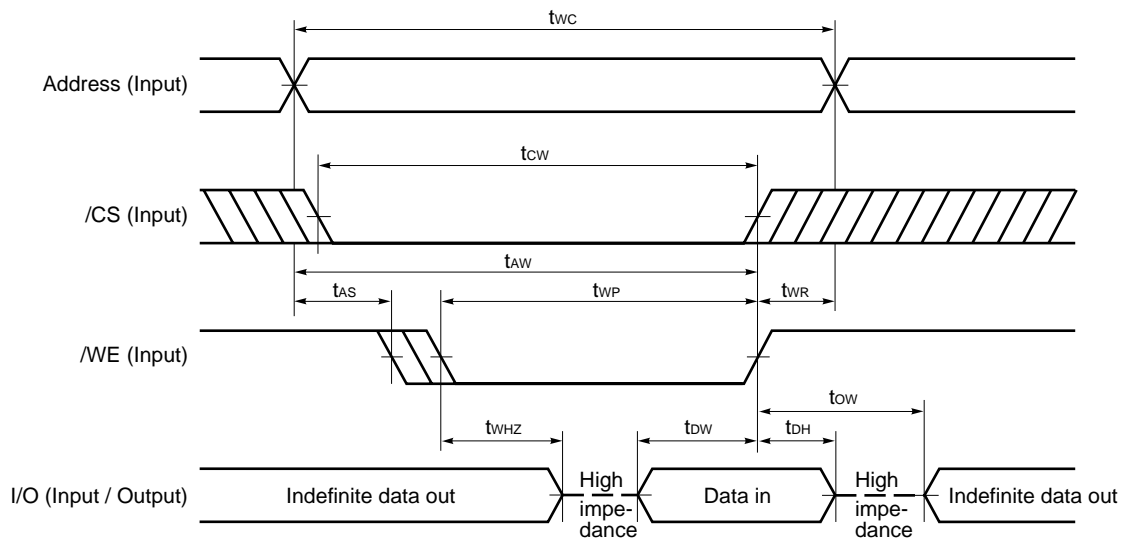 tWC
Address (Input)
tCW
/CS (Input)
tAW
tAS
tWP
tWR
/WE (Input)
tOW
tWHZ
tDW
tDH
I/O (Input / Output)
Indefinite data out
High
impe-
dance
Data in
High
impe-
dance
Indefinite data out